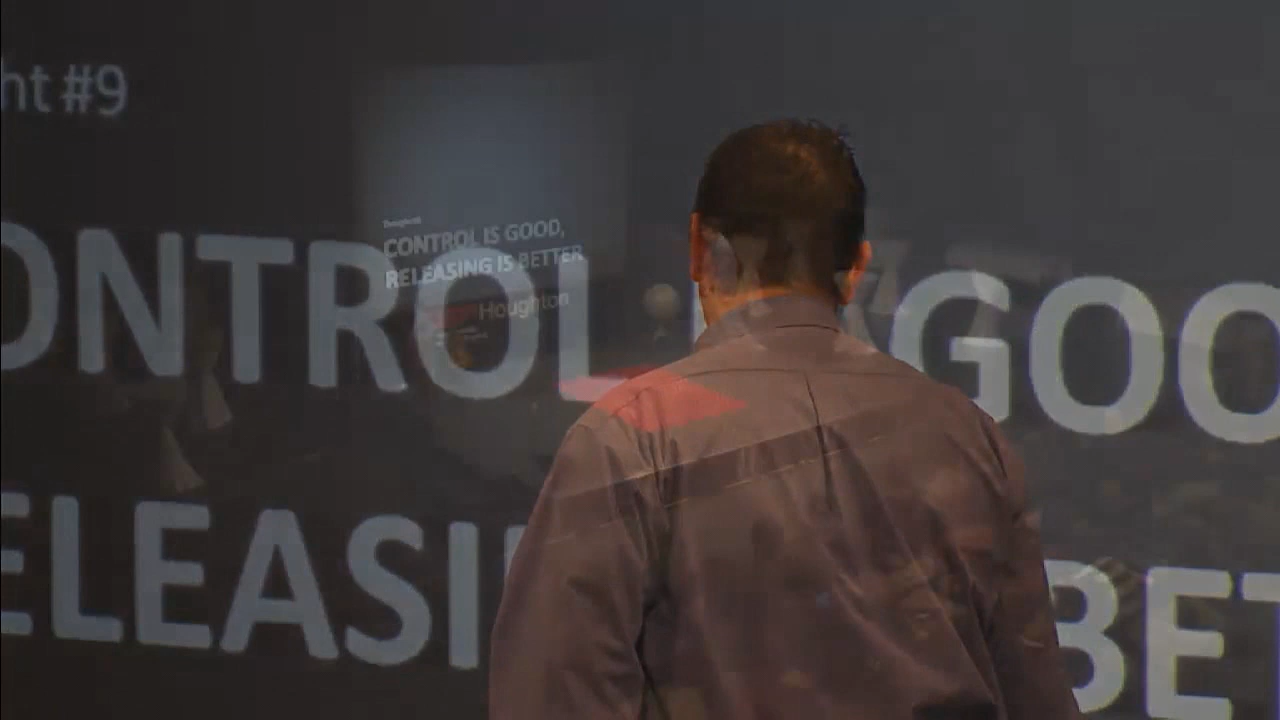 ht #9
ONTROL GOO
ELEASI BET
CONTROL IS GOOD,
RELEASING IS BETTER
Houghton